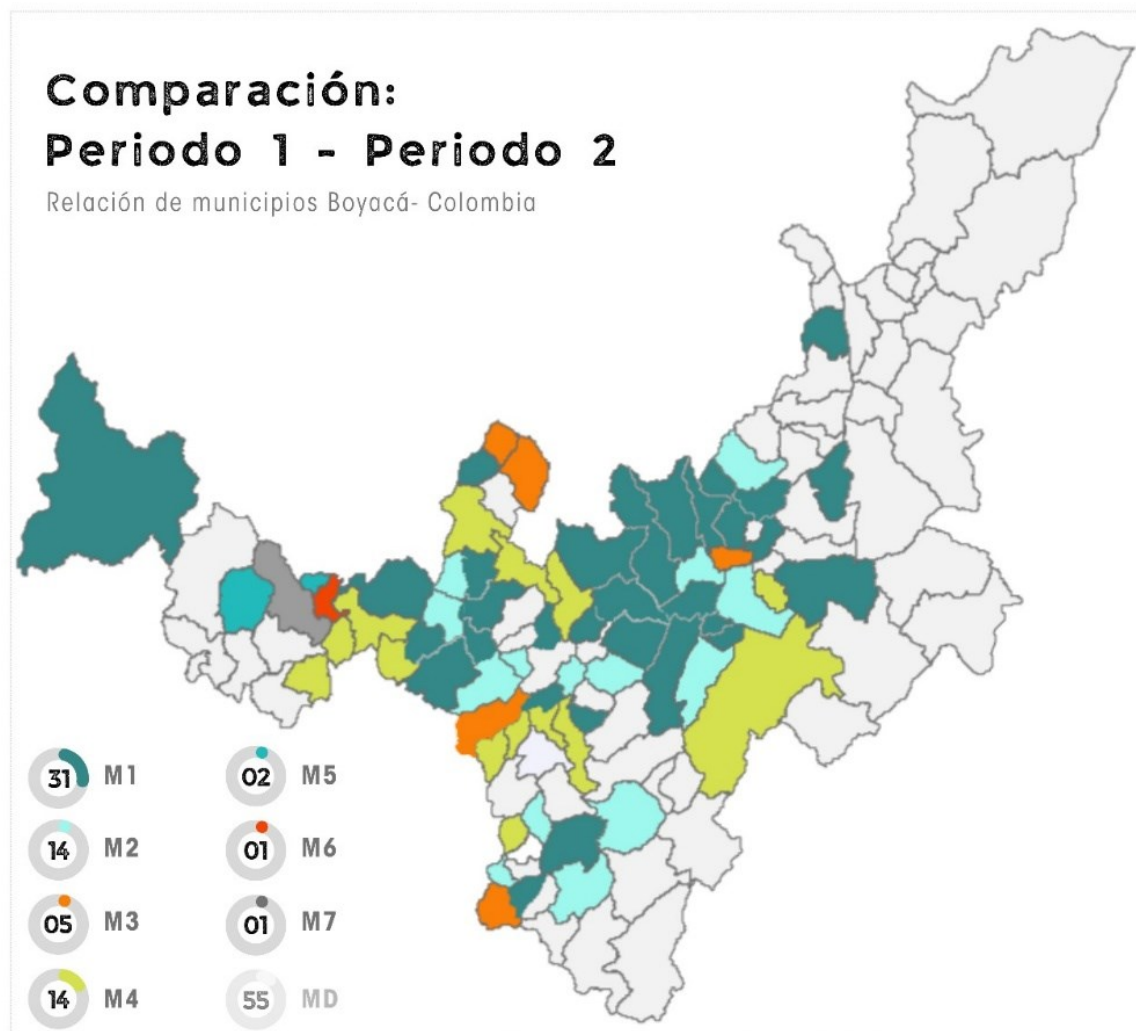 Comparación:
Periodo 1 - Periodo 2
Relación de municipios Boyacá- Colombia
31 M1
14 M2
05 M3
14 M4
02 M5
01 M6
01 M7
55 MD